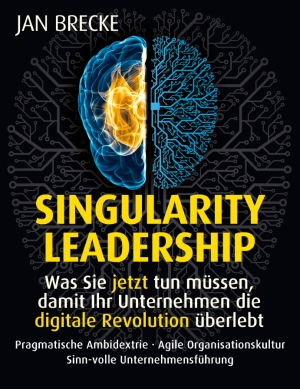 JAN BRECKE
SINGULARITY
LEADERSHIP
Was Sie jetzt tun müssen,
damit Ihr Unternehmen die
digitale Revolution überlebt
Pragmatische Ambidextrie · Agile Organisationskultur
Sinn-volle Unternehmensführung